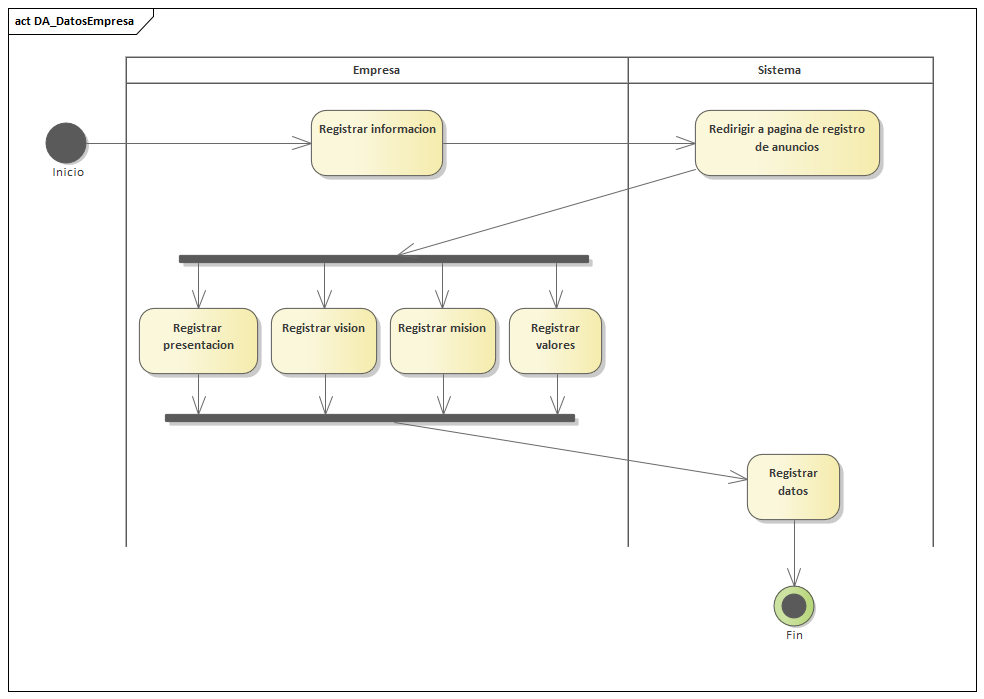 act DA_DatosEmpresa
Empresa
Sistema
Registrar informacion
Redirigir a pagina de registro
de anuncios
Inicio
Registrar
presentacion
Registrar vision
Registrar mision
Registrar
valores
Registrar
datos
Fin